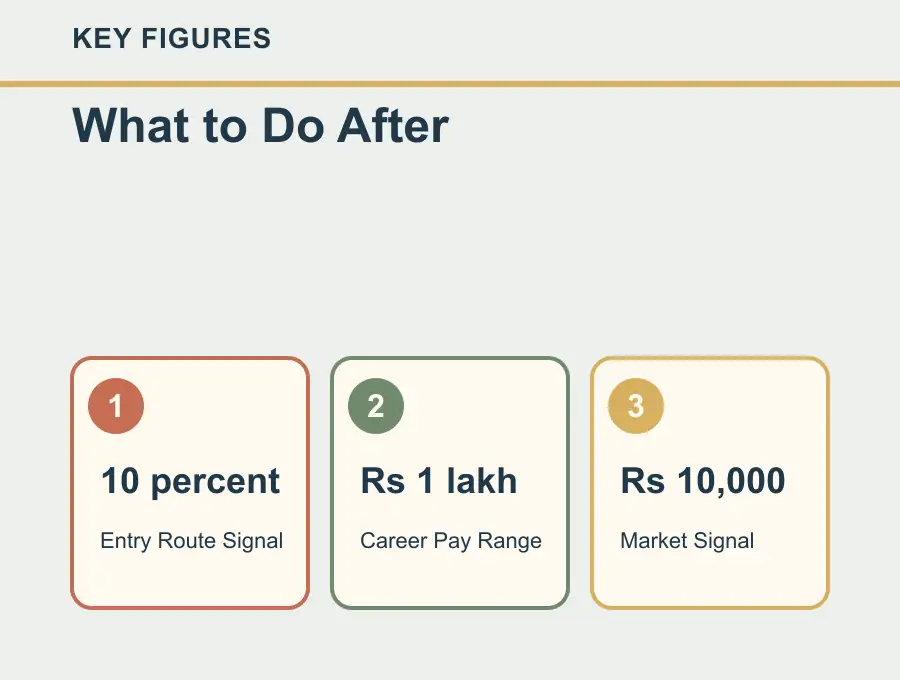 KEY FIGURES
What to Do After
1
10 percent
Entry Route Signal
2
Rs 1 lakh
Career Pay Range
3
Rs 10,000
Market Signal